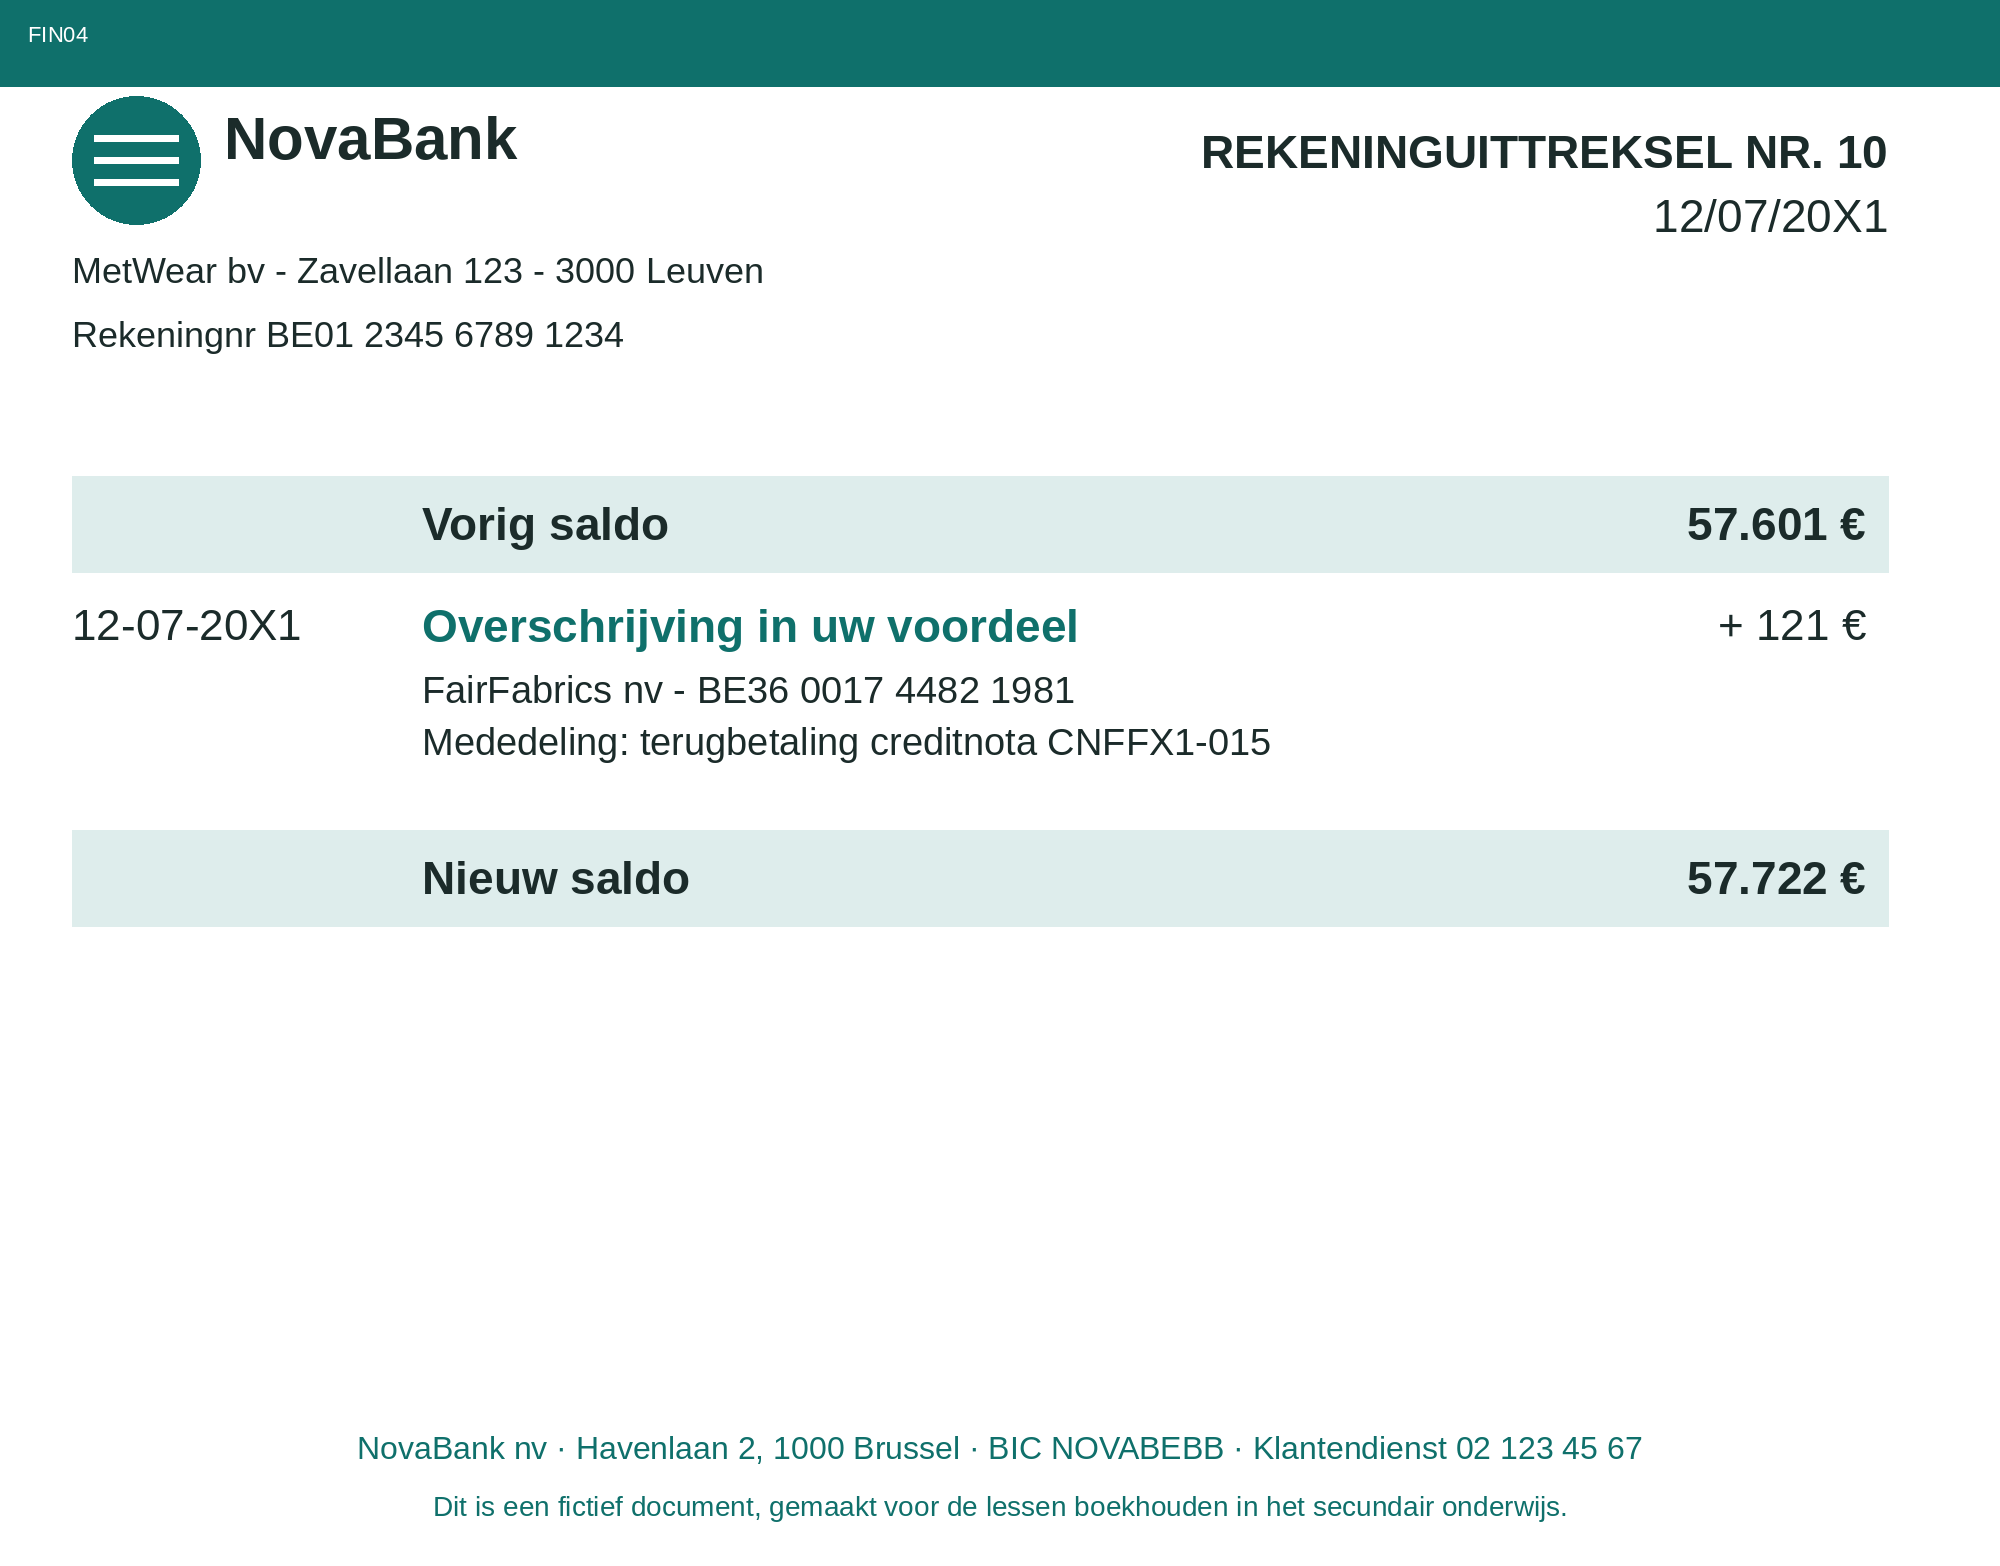 FIN04
NovaBank
REKENINGUITTREKSEL NR. 10
12/07/20X1
MetWear bv - Zavellaan 123 - 3000 Leuven
Rekeningnr BE01 2345 6789 1234
Vorig saldo 57.601 €
12-07-20X1 Overschrijving in uw voordeel + 121 €
FairFabrics nv - BE36 0017 4482 1981
Mededeling: terugbetaling creditnota CNFFX1-015
Nieuw saldo 57.722 €
NovaBank nv · Havenlaan 2, 1000 Brussel · BIC NOVABEBB · Klantendienst 02 123 45 67
Dit is een fictief document, gemaakt voor de lessen boekhouden in het secundair onderwijs.